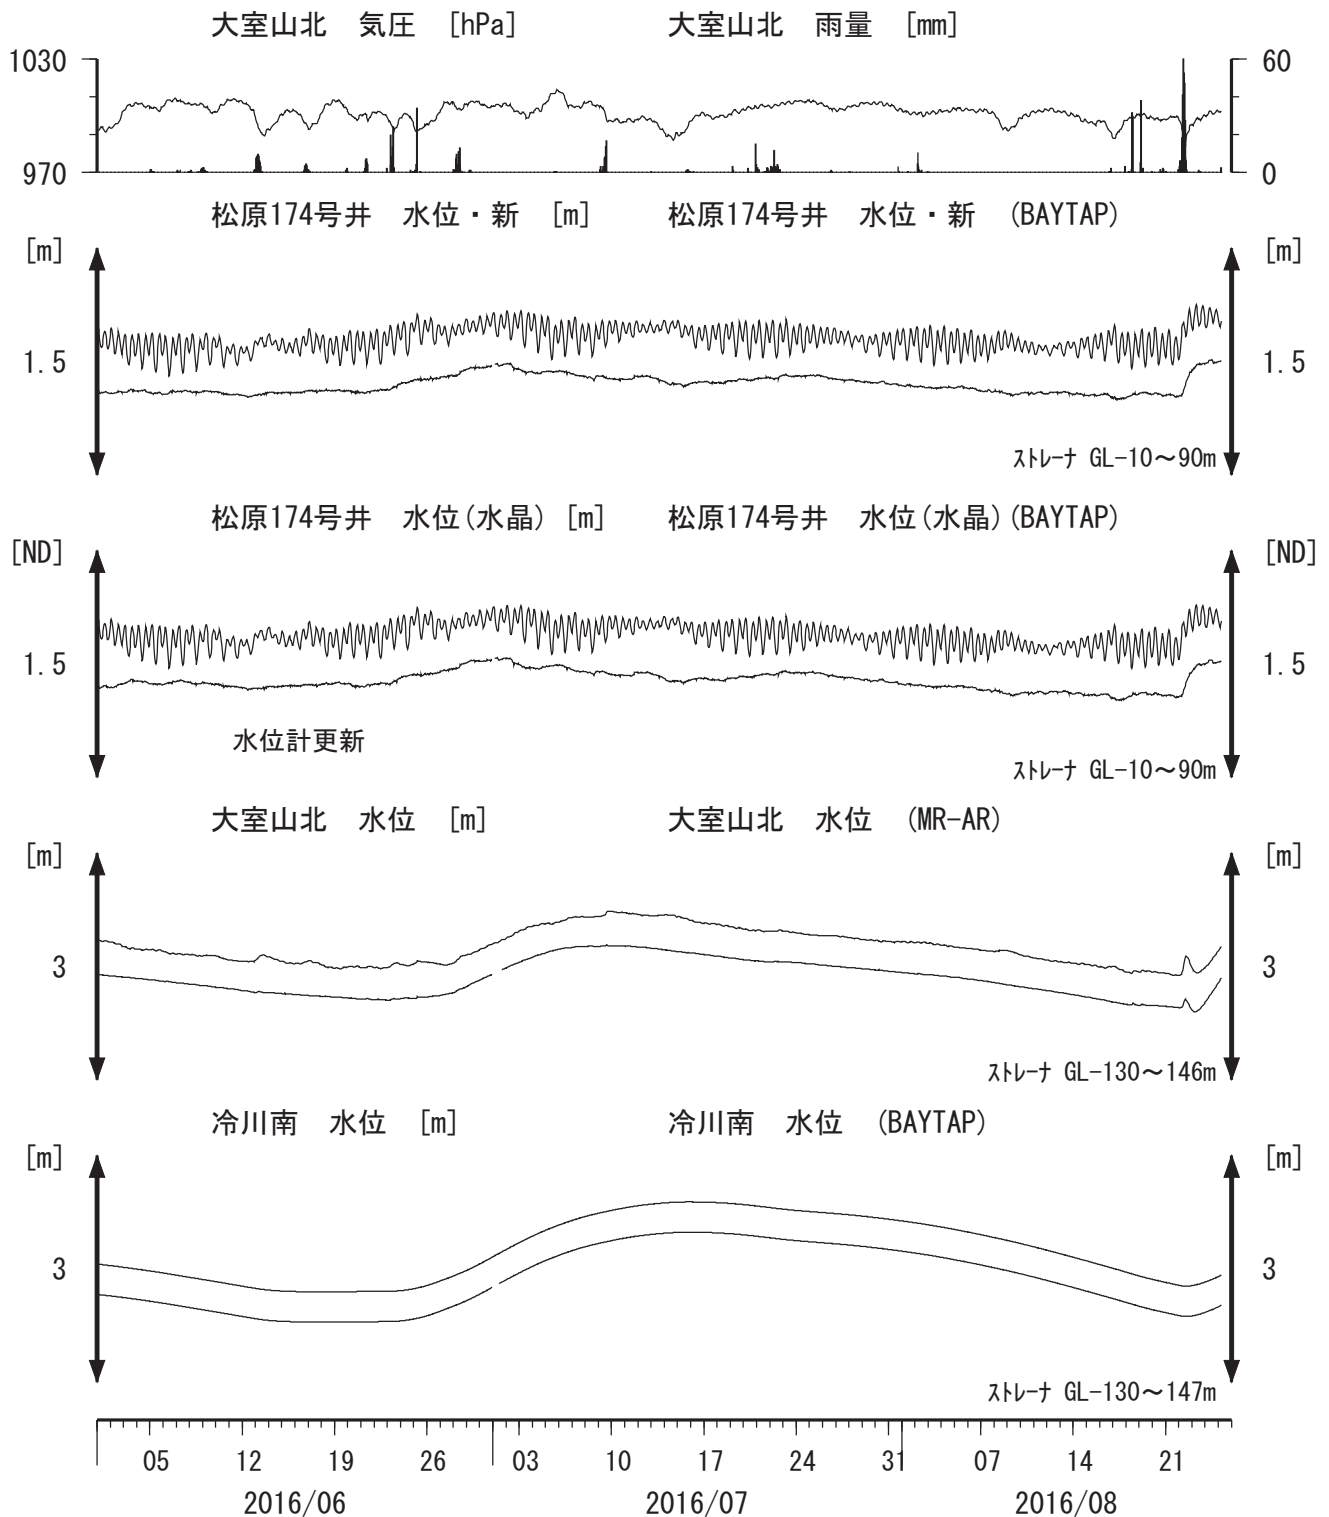 大室山北　気圧　[hPa]　大室山北　雨量　[mm]
1030 60
970 0
松原174号井　水位・新　[m]　松原174号井　水位・新　(BAYTAP)
[m] [m]
1.5 1.5
ｽﾄﾚｰﾅ GL-10～90m
松原174号井　水位(水晶) [m]　松原174号井　水位(水晶)(BAYTAP)
[ND] [ND]
1.5 1.5
水位計更新
ｽﾄﾚｰﾅ GL-10～90m
大室山北　水位　[m]　大室山北　水位　(MR-AR)
[m] [m]
3 3
ｽﾄﾚｰﾅ GL-130～146m
冷川南　水位　[m]　冷川南　水位　(BAYTAP)
[m] [m]
3 3
ｽﾄﾚｰﾅ GL-130～147m
05 12 19 26 03 10 17 24 31 07 14 21
2016/06 2016/07 2016/08